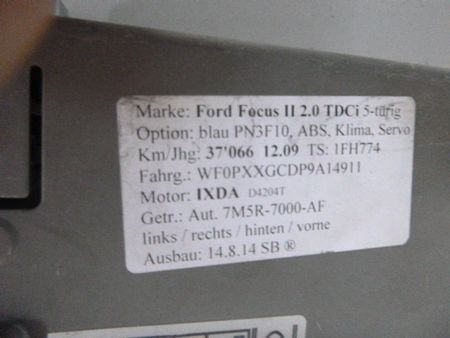 Marke: Ford Focus II 2.0 TDCi 5-türig
Option: blau PN3F10, ABS, Klima, Servo
Km/Jhg: 37'066 12.09 TS: 1FH774
Fahrg.: WF0PXXGCDP9A14911
Motor: IXDA D4204T
Getr.: Aut. 7M5R-7000-AF
links / rechts / hinten / vorne
Ausbau: 14.8.14 SB ®